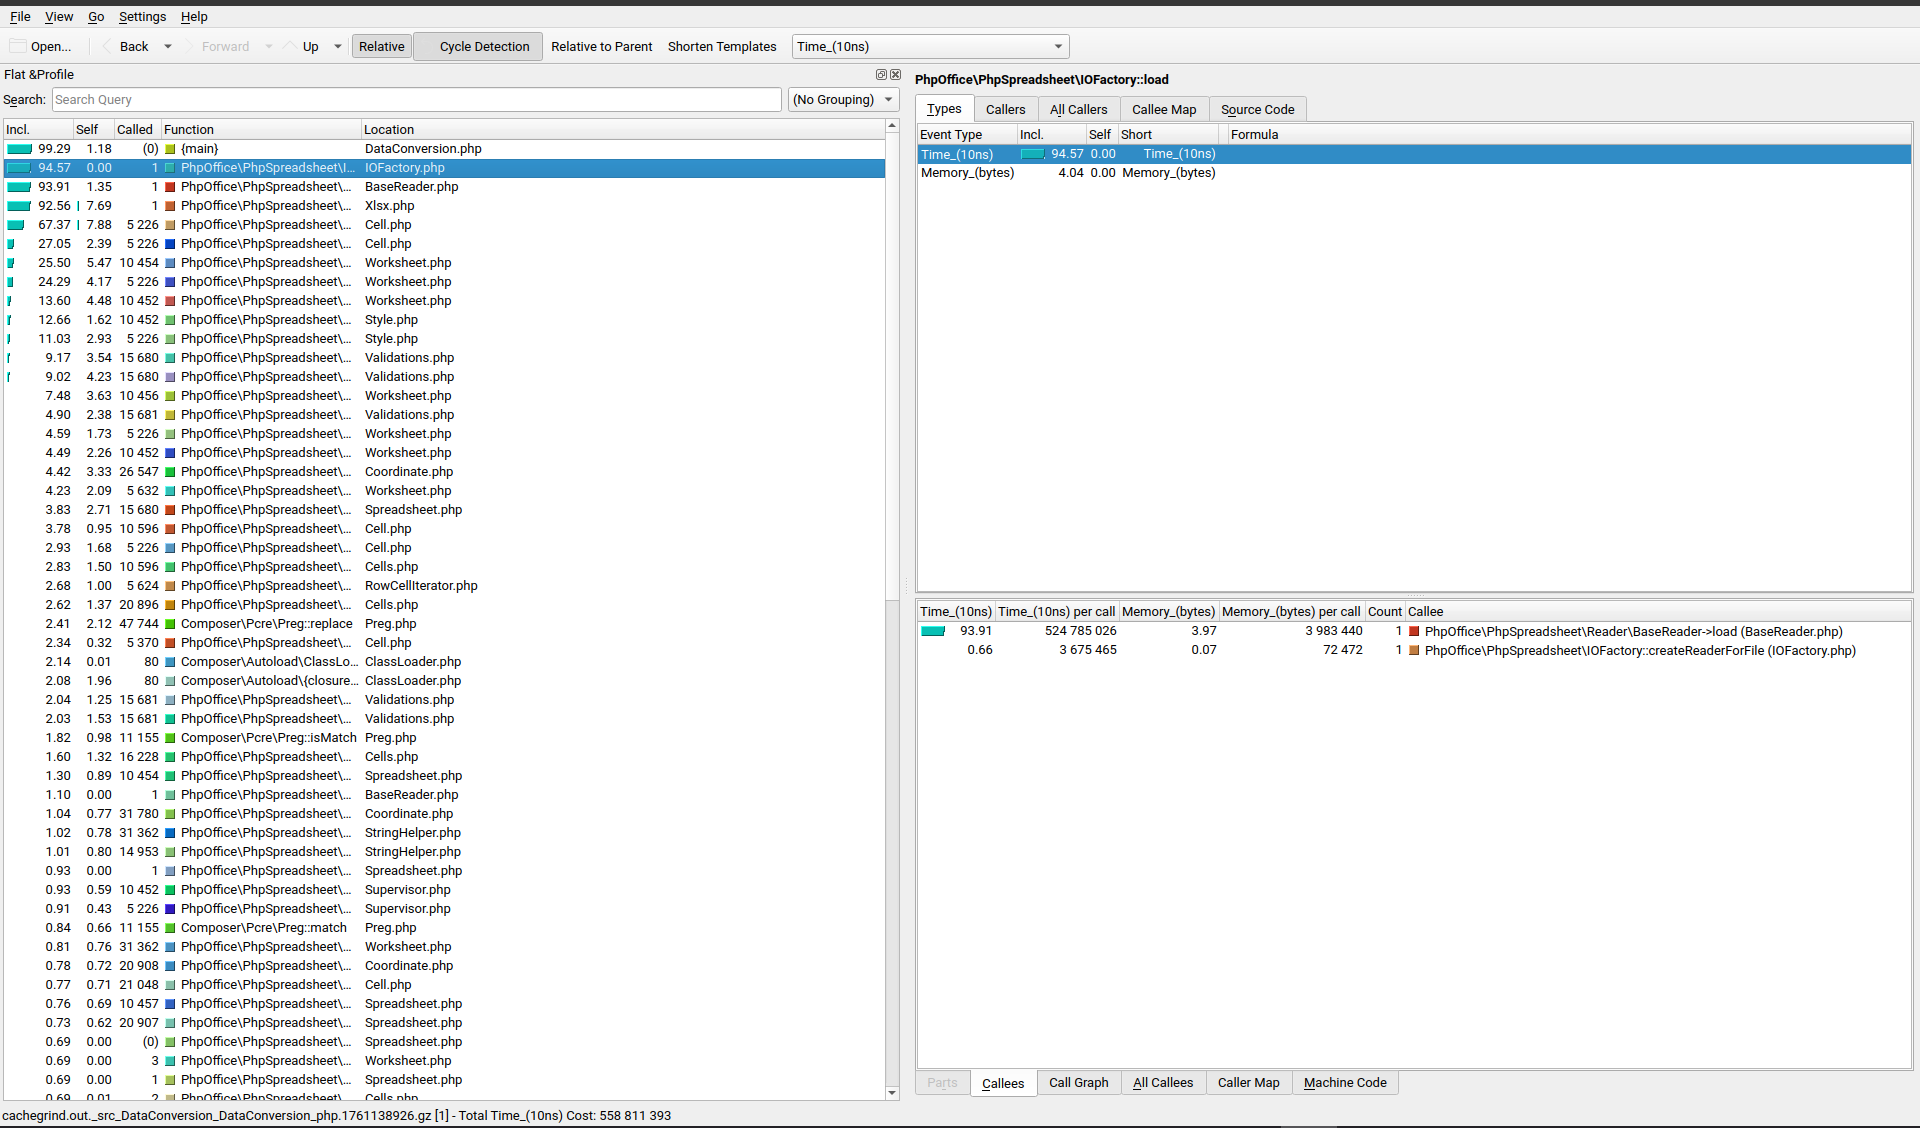 File View Go Settings Help
Open... Back Forward Up Relative Cycle Detection Relative to Parent Shorten Templates Time_(10ns)
Flat &Profile
Search: Search Query (No Grouping)
Incl. Self Called Function Location
99.29 1.18 (0) {main} DataConversion.php
94.57 0.00 1 PhpOffice\PhpSpreadsheet\I... IOFactory.php
93.91 1.35 1 PhpOffice\PhpSpreadsheet\... BaseReader.php
92.56 7.69 1 PhpOffice\PhpSpreadsheet\... Xlsx.php
67.37 7.88 5 226 PhpOffice\PhpSpreadsheet\... Cell.php
27.05 2.39 5 226 PhpOffice\PhpSpreadsheet\... Cell.php
25.50 5.47 10 454 PhpOffice\PhpSpreadsheet\... Worksheet.php
24.29 4.17 5 226 PhpOffice\PhpSpreadsheet\... Worksheet.php
13.60 4.48 10 452 PhpOffice\PhpSpreadsheet\... Worksheet.php
12.66 1.62 10 452 PhpOffice\PhpSpreadsheet\... Style.php
11.03 2.93 5 226 PhpOffice\PhpSpreadsheet\... Style.php
9.17 3.54 15 680 PhpOffice\PhpSpreadsheet\... Validations.php
9.02 4.23 15 680 PhpOffice\PhpSpreadsheet\... Validations.php
7.48 3.63 10 456 PhpOffice\PhpSpreadsheet\... Worksheet.php
4.90 2.38 15 681 PhpOffice\PhpSpreadsheet\... Validations.php
4.59 1.73 5 226 PhpOffice\PhpSpreadsheet\... Worksheet.php
4.49 2.26 10 452 PhpOffice\PhpSpreadsheet\... Worksheet.php
4.42 3.33 26 547 PhpOffice\PhpSpreadsheet\... Coordinate.php
4.23 2.09 5 632 PhpOffice\PhpSpreadsheet\... Worksheet.php
3.83 2.71 15 680 PhpOffice\PhpSpreadsheet\... Spreadsheet.php
3.78 0.95 10 596 PhpOffice\PhpSpreadsheet\... Cell.php
2.93 1.68 5 226 PhpOffice\PhpSpreadsheet\... Cell.php
2.83 1.50 10 596 PhpOffice\PhpSpreadsheet\... Cells.php
2.68 1.00 5 624 PhpOffice\PhpSpreadsheet\... RowCellIterator.php
2.62 1.37 20 896 PhpOffice\PhpSpreadsheet\... Cells.php
2.41 2.12 47 744 Composer\Pcre\Preg::replace Preg.php
2.34 0.32 5 370 PhpOffice\PhpSpreadsheet\... Cell.php
2.14 0.01 80 Composer\Autoload\ClassLo... ClassLoader.php
2.08 1.96 80 Composer\Autoload\{closure... ClassLoader.php
2.04 1.25 15 681 PhpOffice\PhpSpreadsheet\... Validations.php
2.03 1.53 15 681 PhpOffice\PhpSpreadsheet\... Validations.php
1.82 0.98 11 155 Composer\Pcre\Preg::isMatch Preg.php
1.60 1.32 16 228 PhpOffice\PhpSpreadsheet\... Cells.php
1.30 0.89 10 454 PhpOffice\PhpSpreadsheet\... Spreadsheet.php
1.10 0.00 1 PhpOffice\PhpSpreadsheet\... BaseReader.php
1.04 0.77 31 780 PhpOffice\PhpSpreadsheet\... Coordinate.php
1.02 0.78 31 362 PhpOffice\PhpSpreadsheet\... StringHelper.php
1.01 0.80 14 953 PhpOffice\PhpSpreadsheet\... StringHelper.php
0.93 0.00 1 PhpOffice\PhpSpreadsheet\... Spreadsheet.php
0.93 0.59 10 452 PhpOffice\PhpSpreadsheet\... Supervisor.php
0.91 0.43 5 226 PhpOffice\PhpSpreadsheet\... Supervisor.php
0.84 0.66 11 155 Composer\Pcre\Preg::match Preg.php
0.81 0.76 31 362 PhpOffice\PhpSpreadsheet\... Worksheet.php
0.78 0.72 20 908 PhpOffice\PhpSpreadsheet\... Coordinate.php
0.77 0.71 21 048 PhpOffice\PhpSpreadsheet\... Cell.php
0.76 0.69 10 457 PhpOffice\PhpSpreadsheet\... Spreadsheet.php
0.73 0.62 20 907 PhpOffice\PhpSpreadsheet\... Spreadsheet.php
0.69 0.00 (0) PhpOffice\PhpSpreadsheet\... Spreadsheet.php
0.69 0.00 3 PhpOffice\PhpSpreadsheet\... Worksheet.php
0.69 0.00 1 PhpOffice\PhpSpreadsheet\... Spreadsheet.php
0.69 0.01 2 PhpOffice\PhpSpreadsheet\... Cells.php
PhpOffice\PhpSpreadsheet\IOFactory::load
Types Callers All Callers Callee Map Source Code
Event Type Incl. Self Short Formula
Time_(10ns) 94.57 0.00 Time_(10ns)
Memory_(bytes) 4.04 0.00 Memory_(bytes)
Time_(10ns) Time_(10ns) per call Memory_(bytes) Memory_(bytes) per call Count Callee
93.91 524 785 026 3.97 3 983 440 1 PhpOffice\PhpSpreadsheet\Reader\BaseReader->load (BaseReader.php)
0.66 3 675 465 0.07 72 472 1 PhpOffice\PhpSpreadsheet\IOFactory::createReaderForFile (IOFactory.php)
Parts Callees Call Graph All Callees Caller Map Machine Code
cachegrind.out._src_DataConversion_DataConversion_php.1761138926.gz [1] - Total Time_(10ns) Cost: 558 811 393